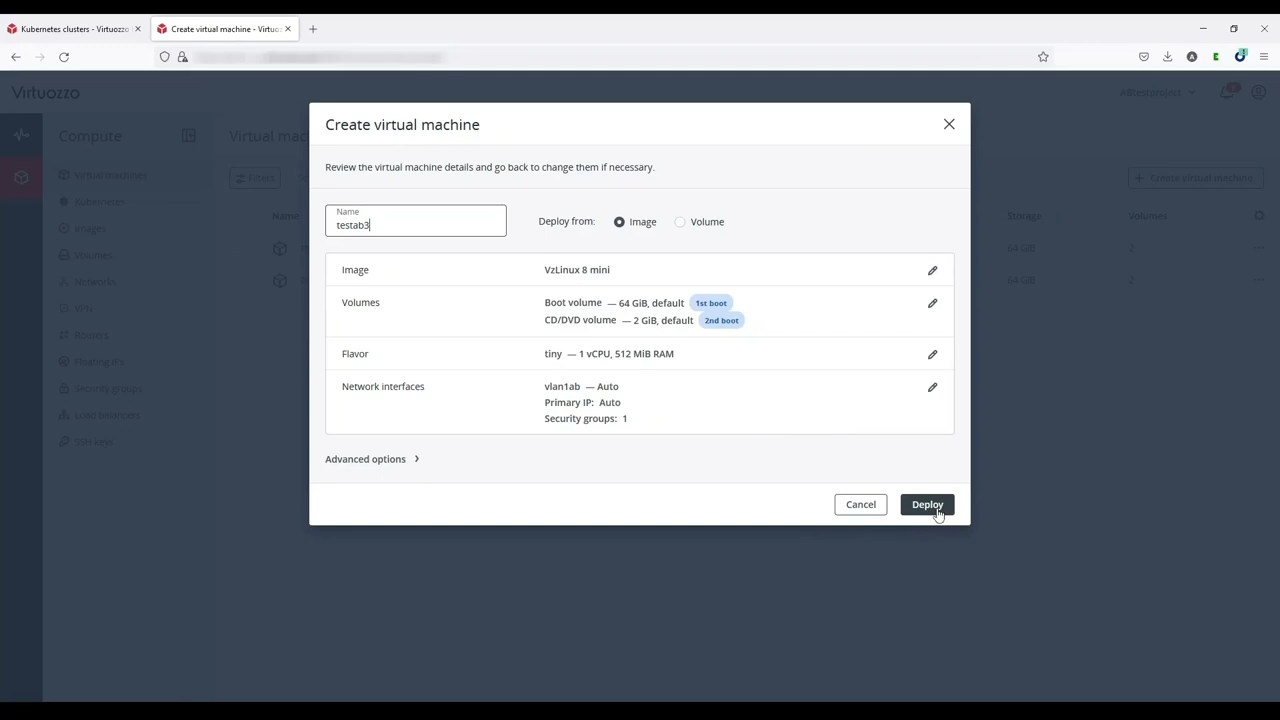 Kubernetes clusters - Virtuozzo
Create virtual machine - Virtuoz
Virtuozzo
ABtestproject
Compute
Virtual mac
Virtual machines
Filters
Create virtual machine
Kubernetes
Name
Storage
Volumes
Images
64 GiB
2
Volumes
Networks
64 GiB
2
VPN
Routers
Floating IPs
Security groups
Load balancers
SSH keys
Create virtual machine
Review the virtual machine details and go back to change them if necessary.
Name
testab3
Deploy from:
Image
Volume
Image
VzLinux 8 mini
Volumes
Boot volume — 64 GiB, default 1st boot
CD/DVD volume — 2 GiB, default 2nd boot
Flavor
tiny — 1 vCPU, 512 MiB RAM
Network interfaces
vlan1ab — Auto
Primary IP: Auto
Security groups: 1
Advanced options
Cancel
Deploy